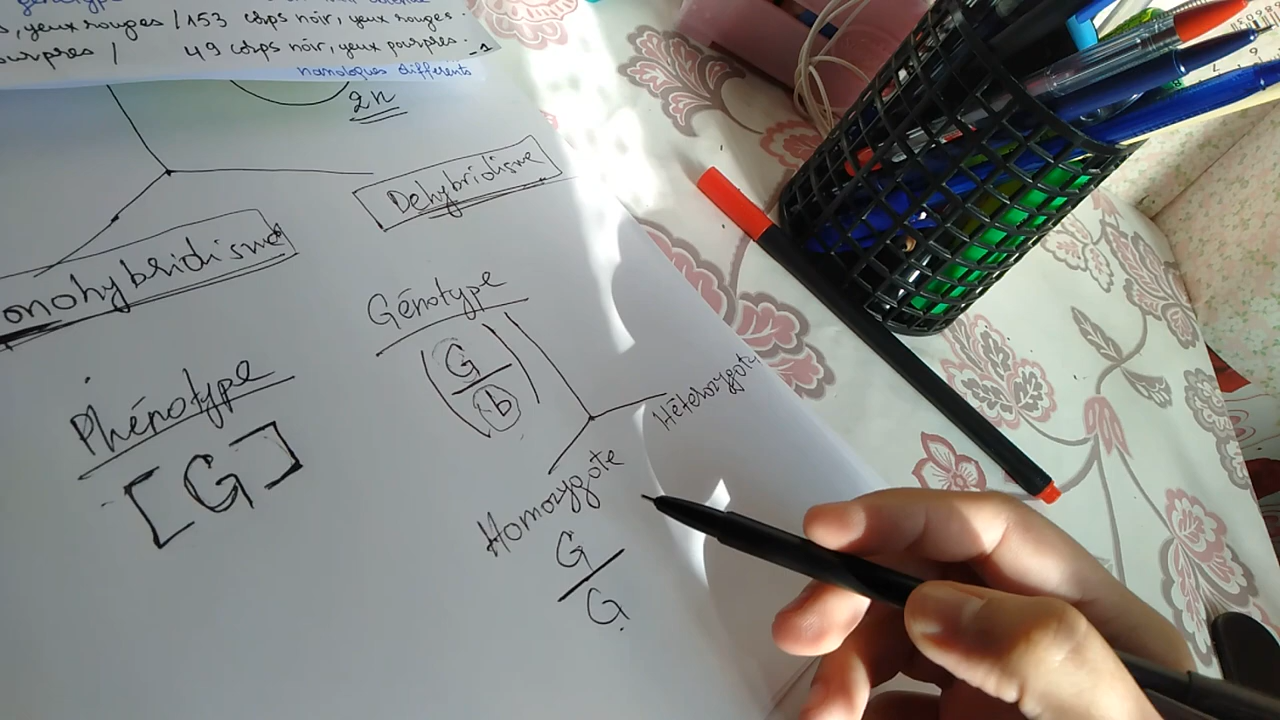 s, yeux rouges / 153 corps noir, yeux rouges.
pourpres / 49 corps noir, yeux pourpres.
homologues différents
2n
Dehybridisme
onohybridisme
Génotype
G
b
Phénotype
[G]
Hétérozygote
Homozygote
G
G